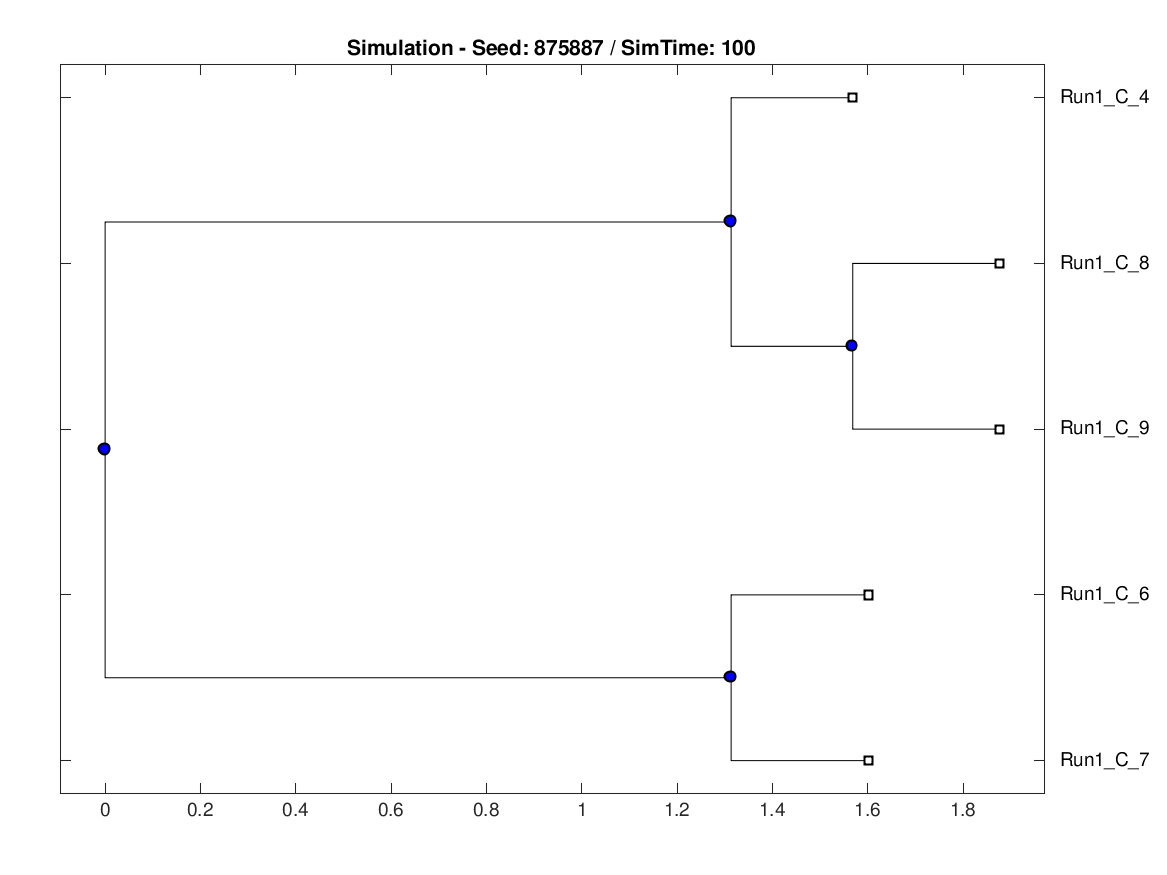 Simulation - Seed: 875887 / SimTime: 100
Run1_C_4
Run1_C_8
Run1_C_9
Run1_C_6
Run1_C_7
0 0.2 0.4 0.6 0.8 1 1.2 1.4 1.6 1.8